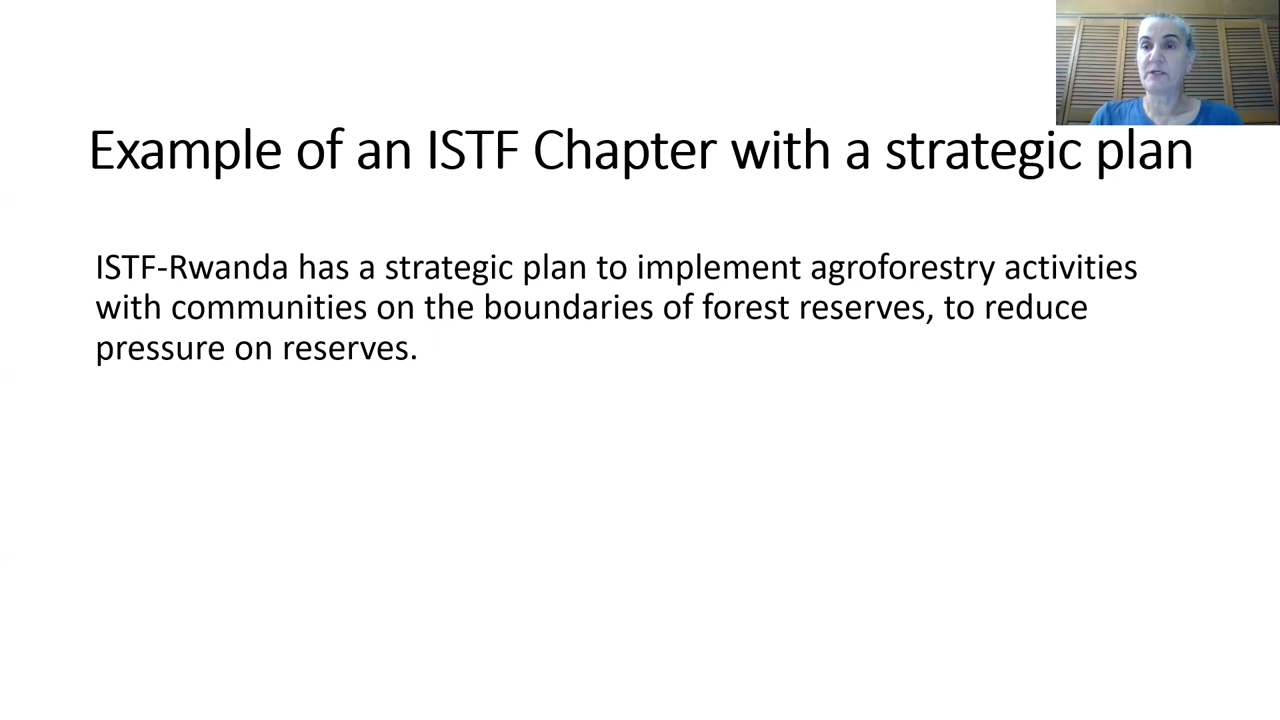 Example of an ISTF Chapter with a strategic plan
ISTF-Rwanda has a strategic plan to implement agroforestry activities
with communities on the boundaries of forest reserves, to reduce
pressure on reserves.